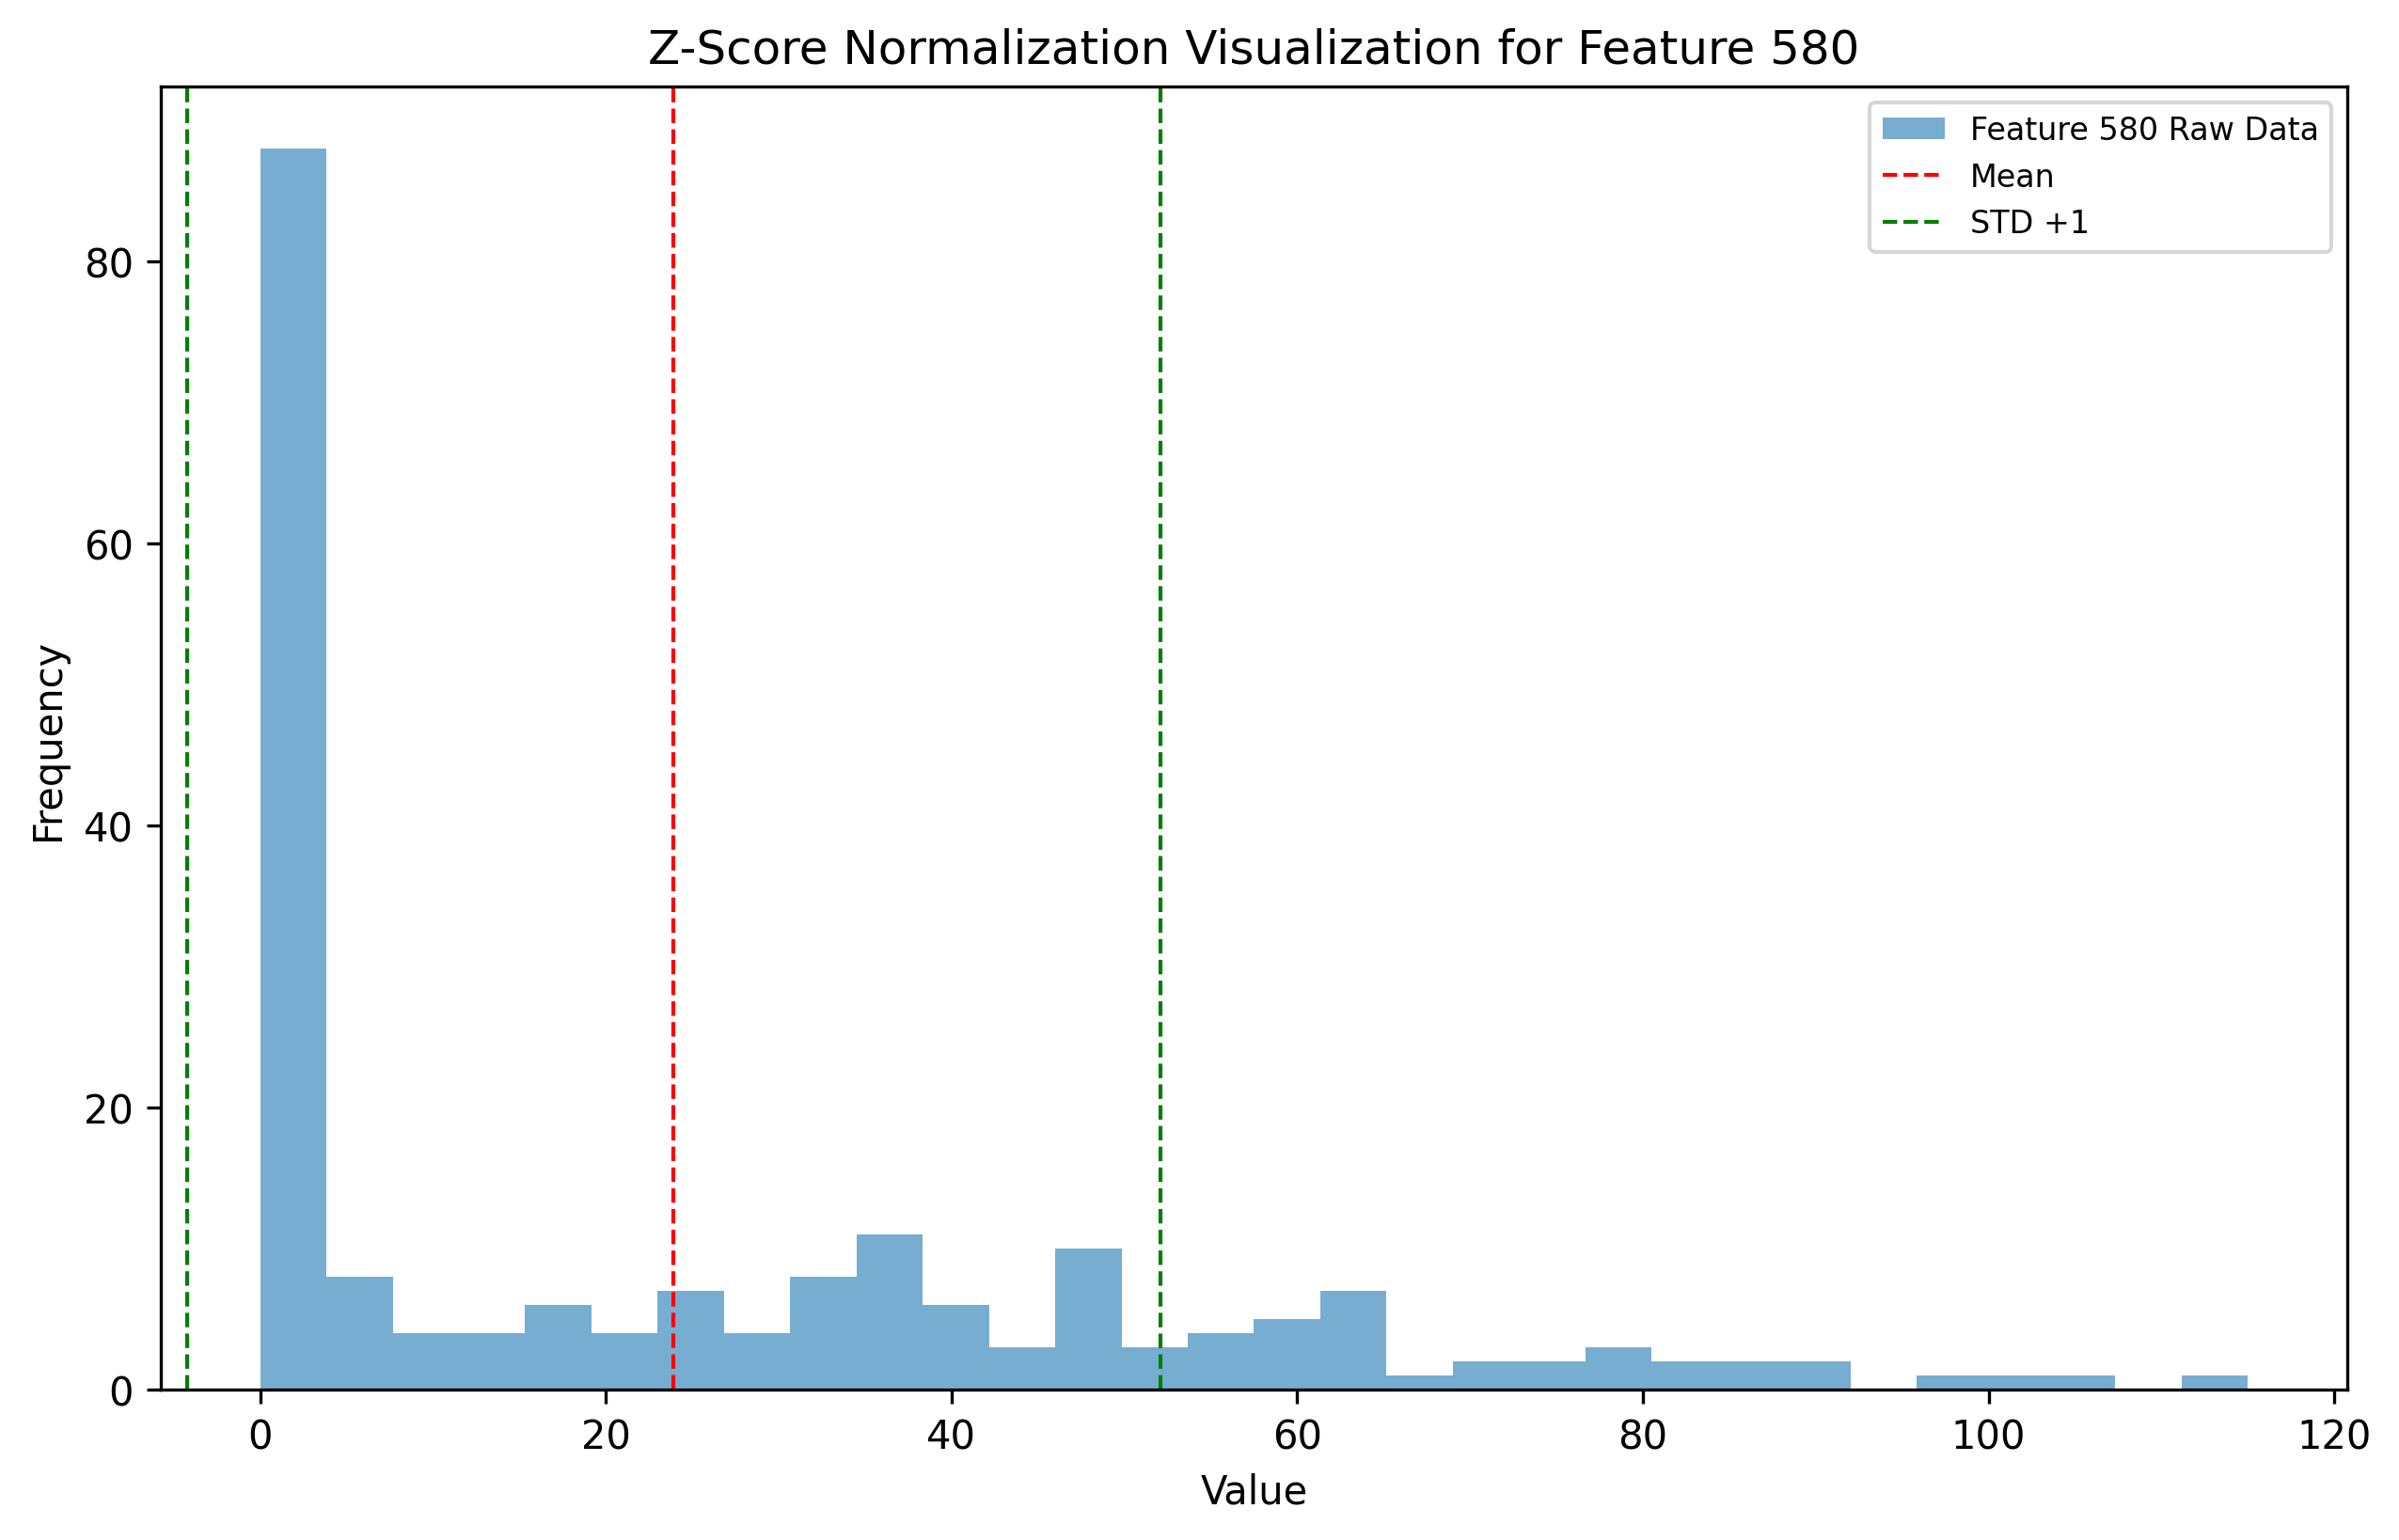 Z-Score Normalization Visualization for Feature 580
Feature 580 Raw Data
Mean
STD +1
80
60
40
20
0
Frequency
0 20 40 60 80 100 120
Value